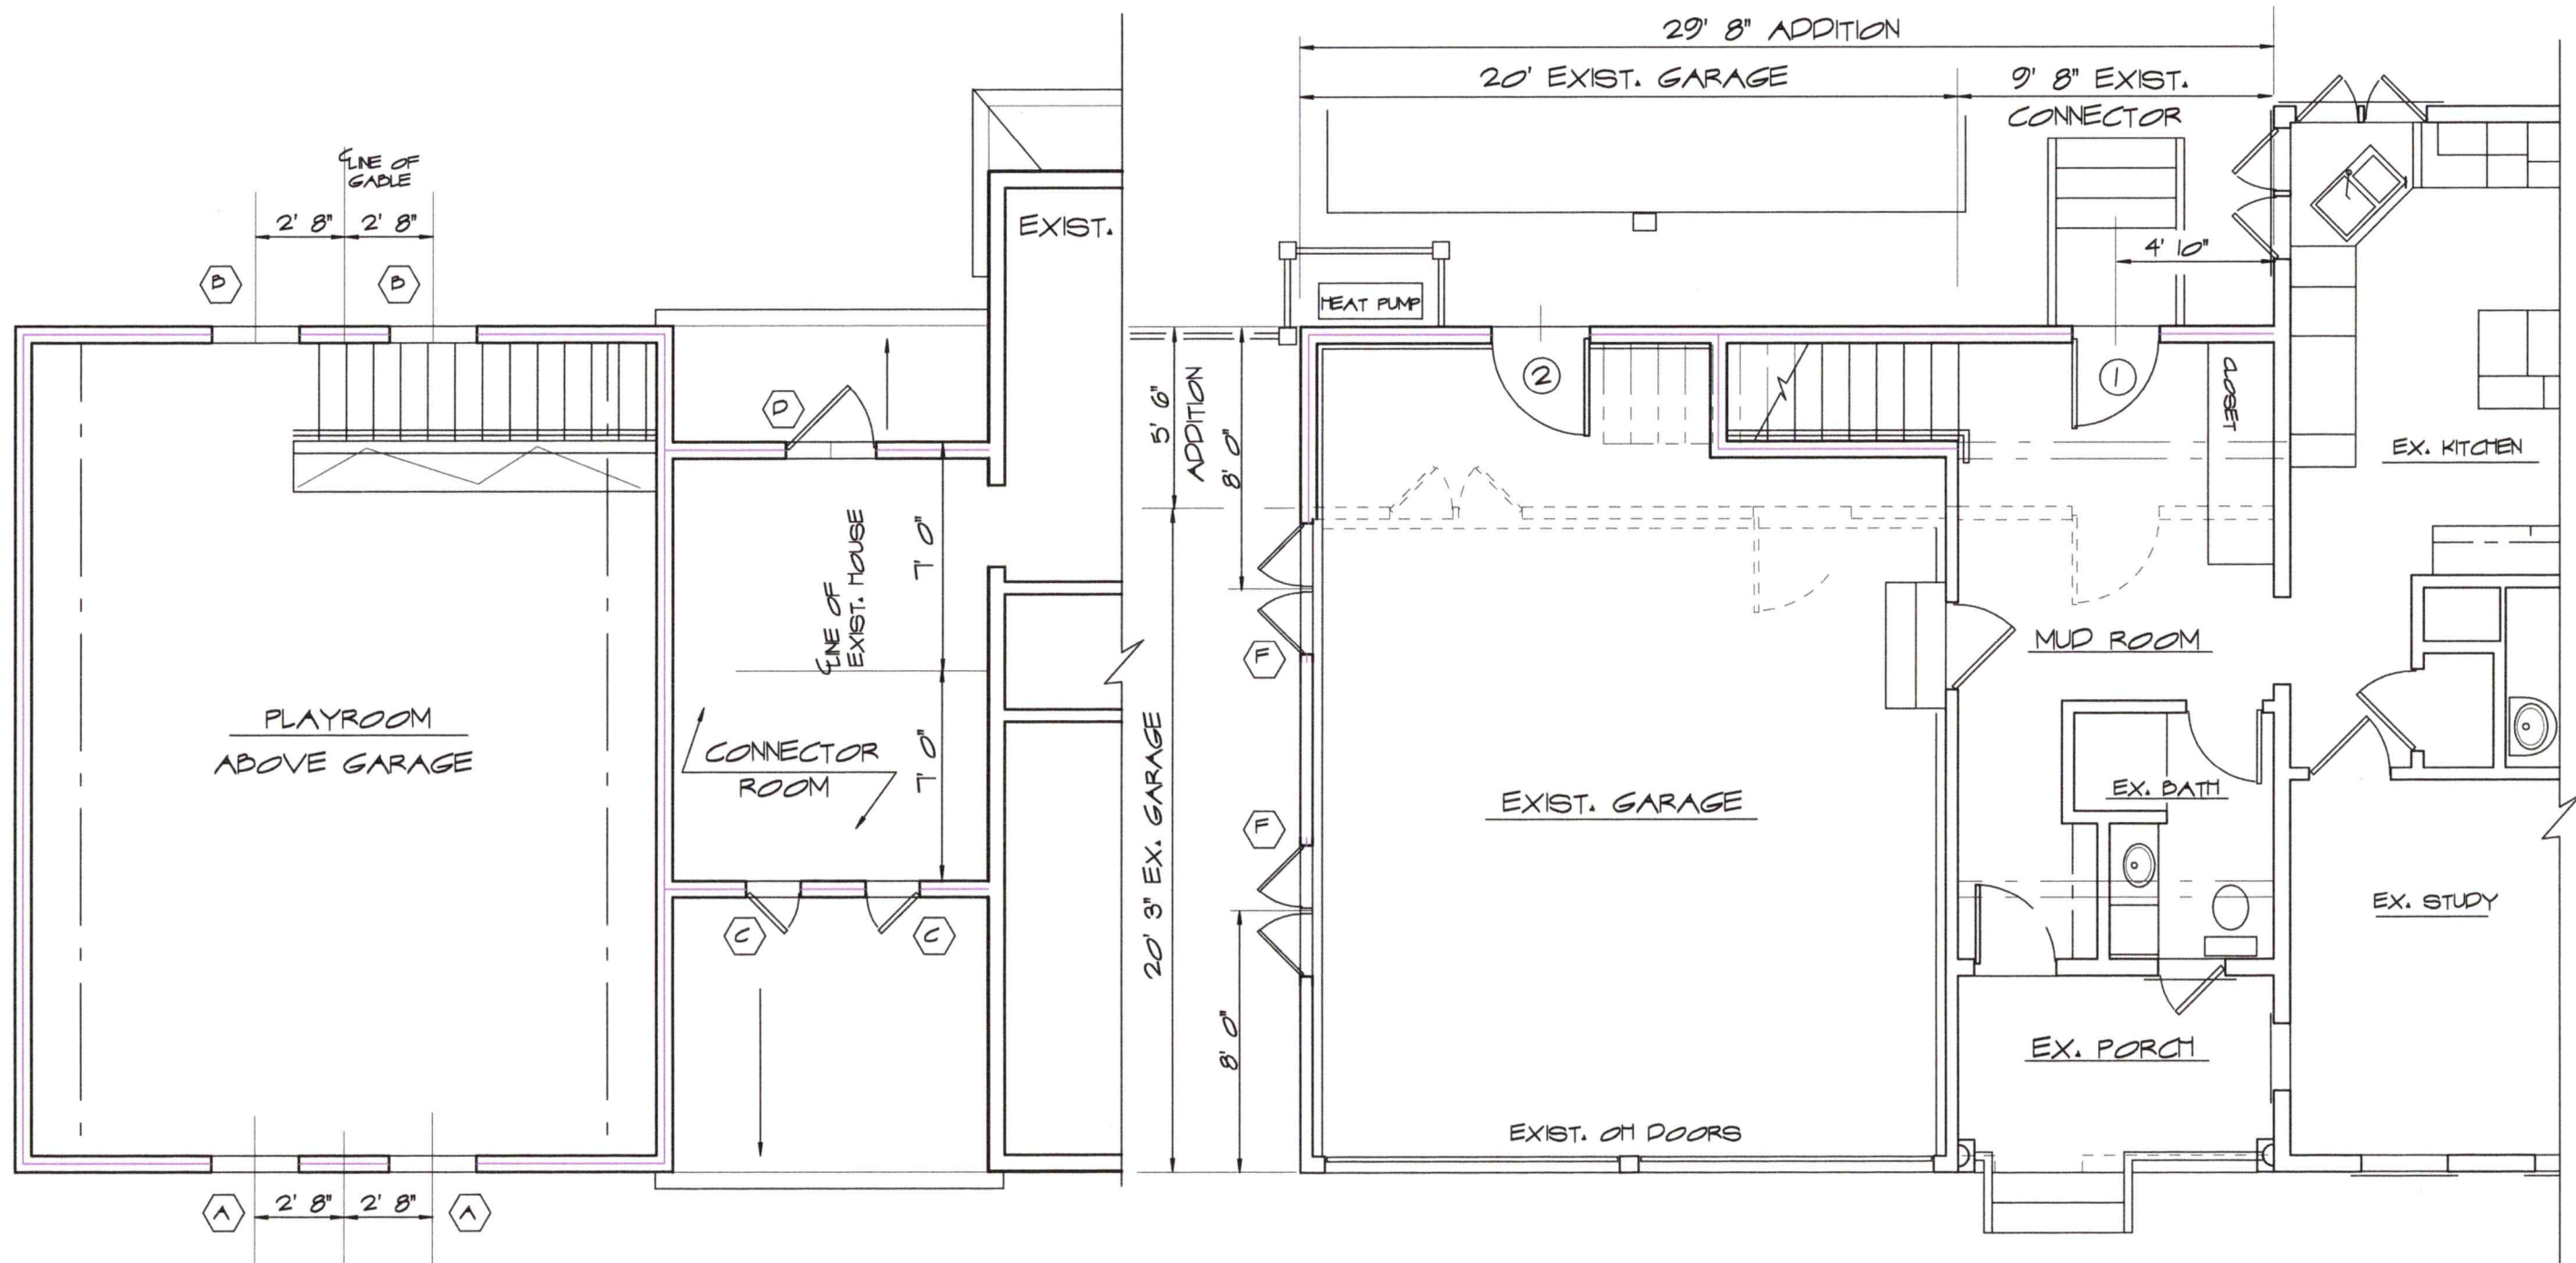 ℄LINE OF
GABLE
2' 8" 2' 8"
B B
EXIST.
D
℄LINE OF
EXIST. HOUSE
7' 0"
7' 0"
PLAYROOM
ABOVE GARAGE
CONNECTOR
ROOM
C C
A 2' 8" 2' 8" A
29' 8" ADDITION
20' EXIST. GARAGE 9' 8" EXIST.
CONNECTOR
4' 10"
HEAT PUMP
2 1
CLOSET
5' 6"
ADDITION
8' 0"
EX. KITCHEN
F
MUD ROOM
20' 3" EX. GARAGE
F
EXIST. GARAGE
EX. BATH
EX. STUDY
8' 0"
EX. PORCH
EXIST. OH DOORS